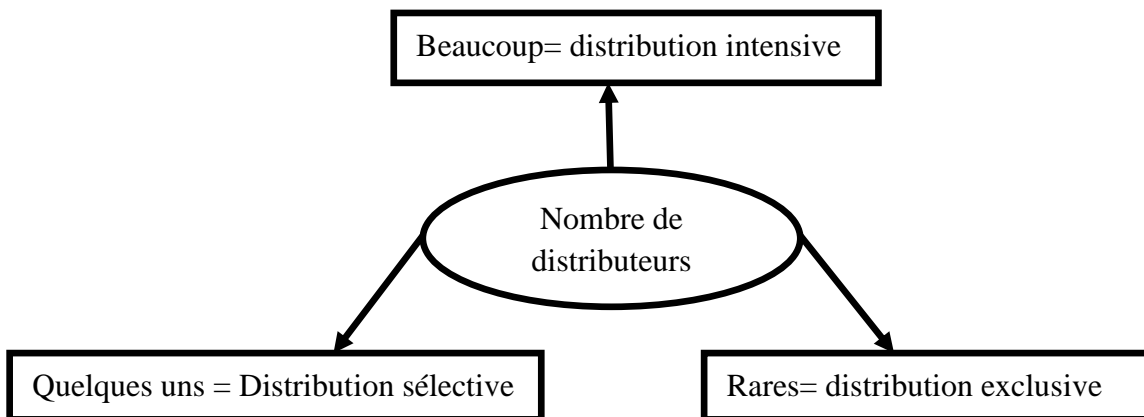 Beaucoup= distribution intensive
Nombre de
distributeurs
Quelques uns = Distribution sélective
Rares= distribution exclusive